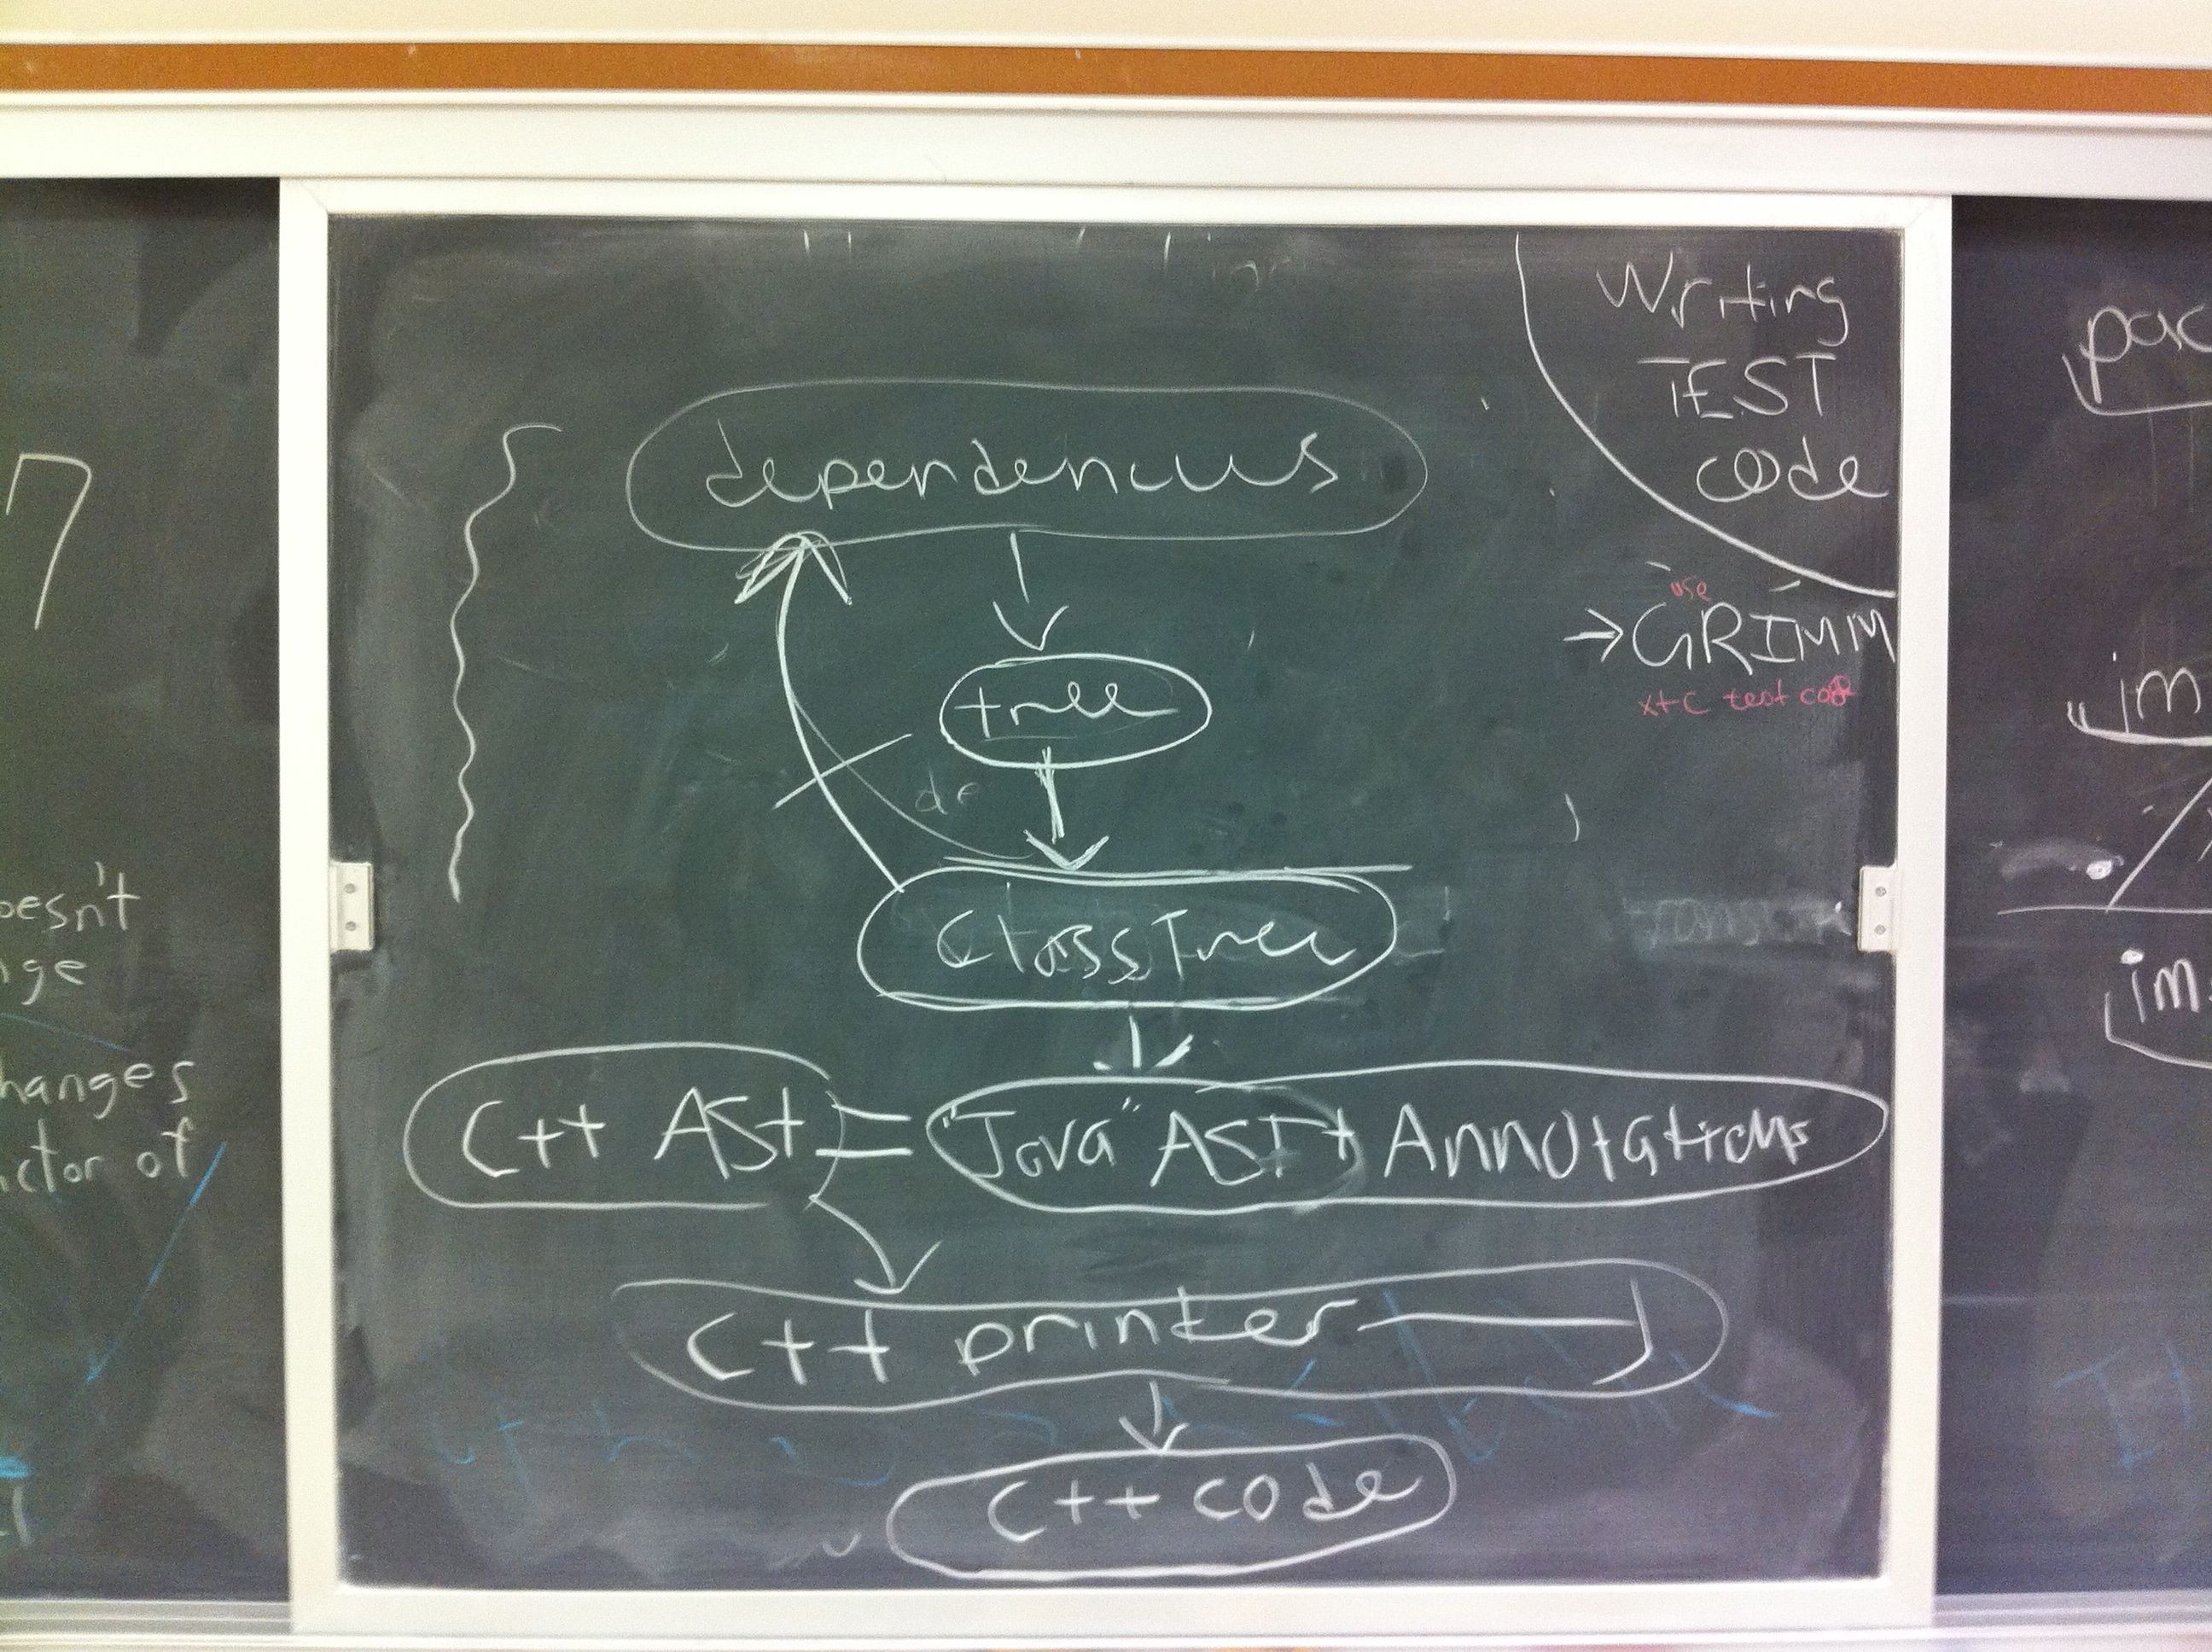 7
Writing
TEST
code
dependencies
use
→GRIMM
xtc test code
tree
de
ClassTree
C++ AST = "Java" AST + Annotations
C++ printer
C++ code
oesn't
nge
hanges
ctor of
pac
im
im